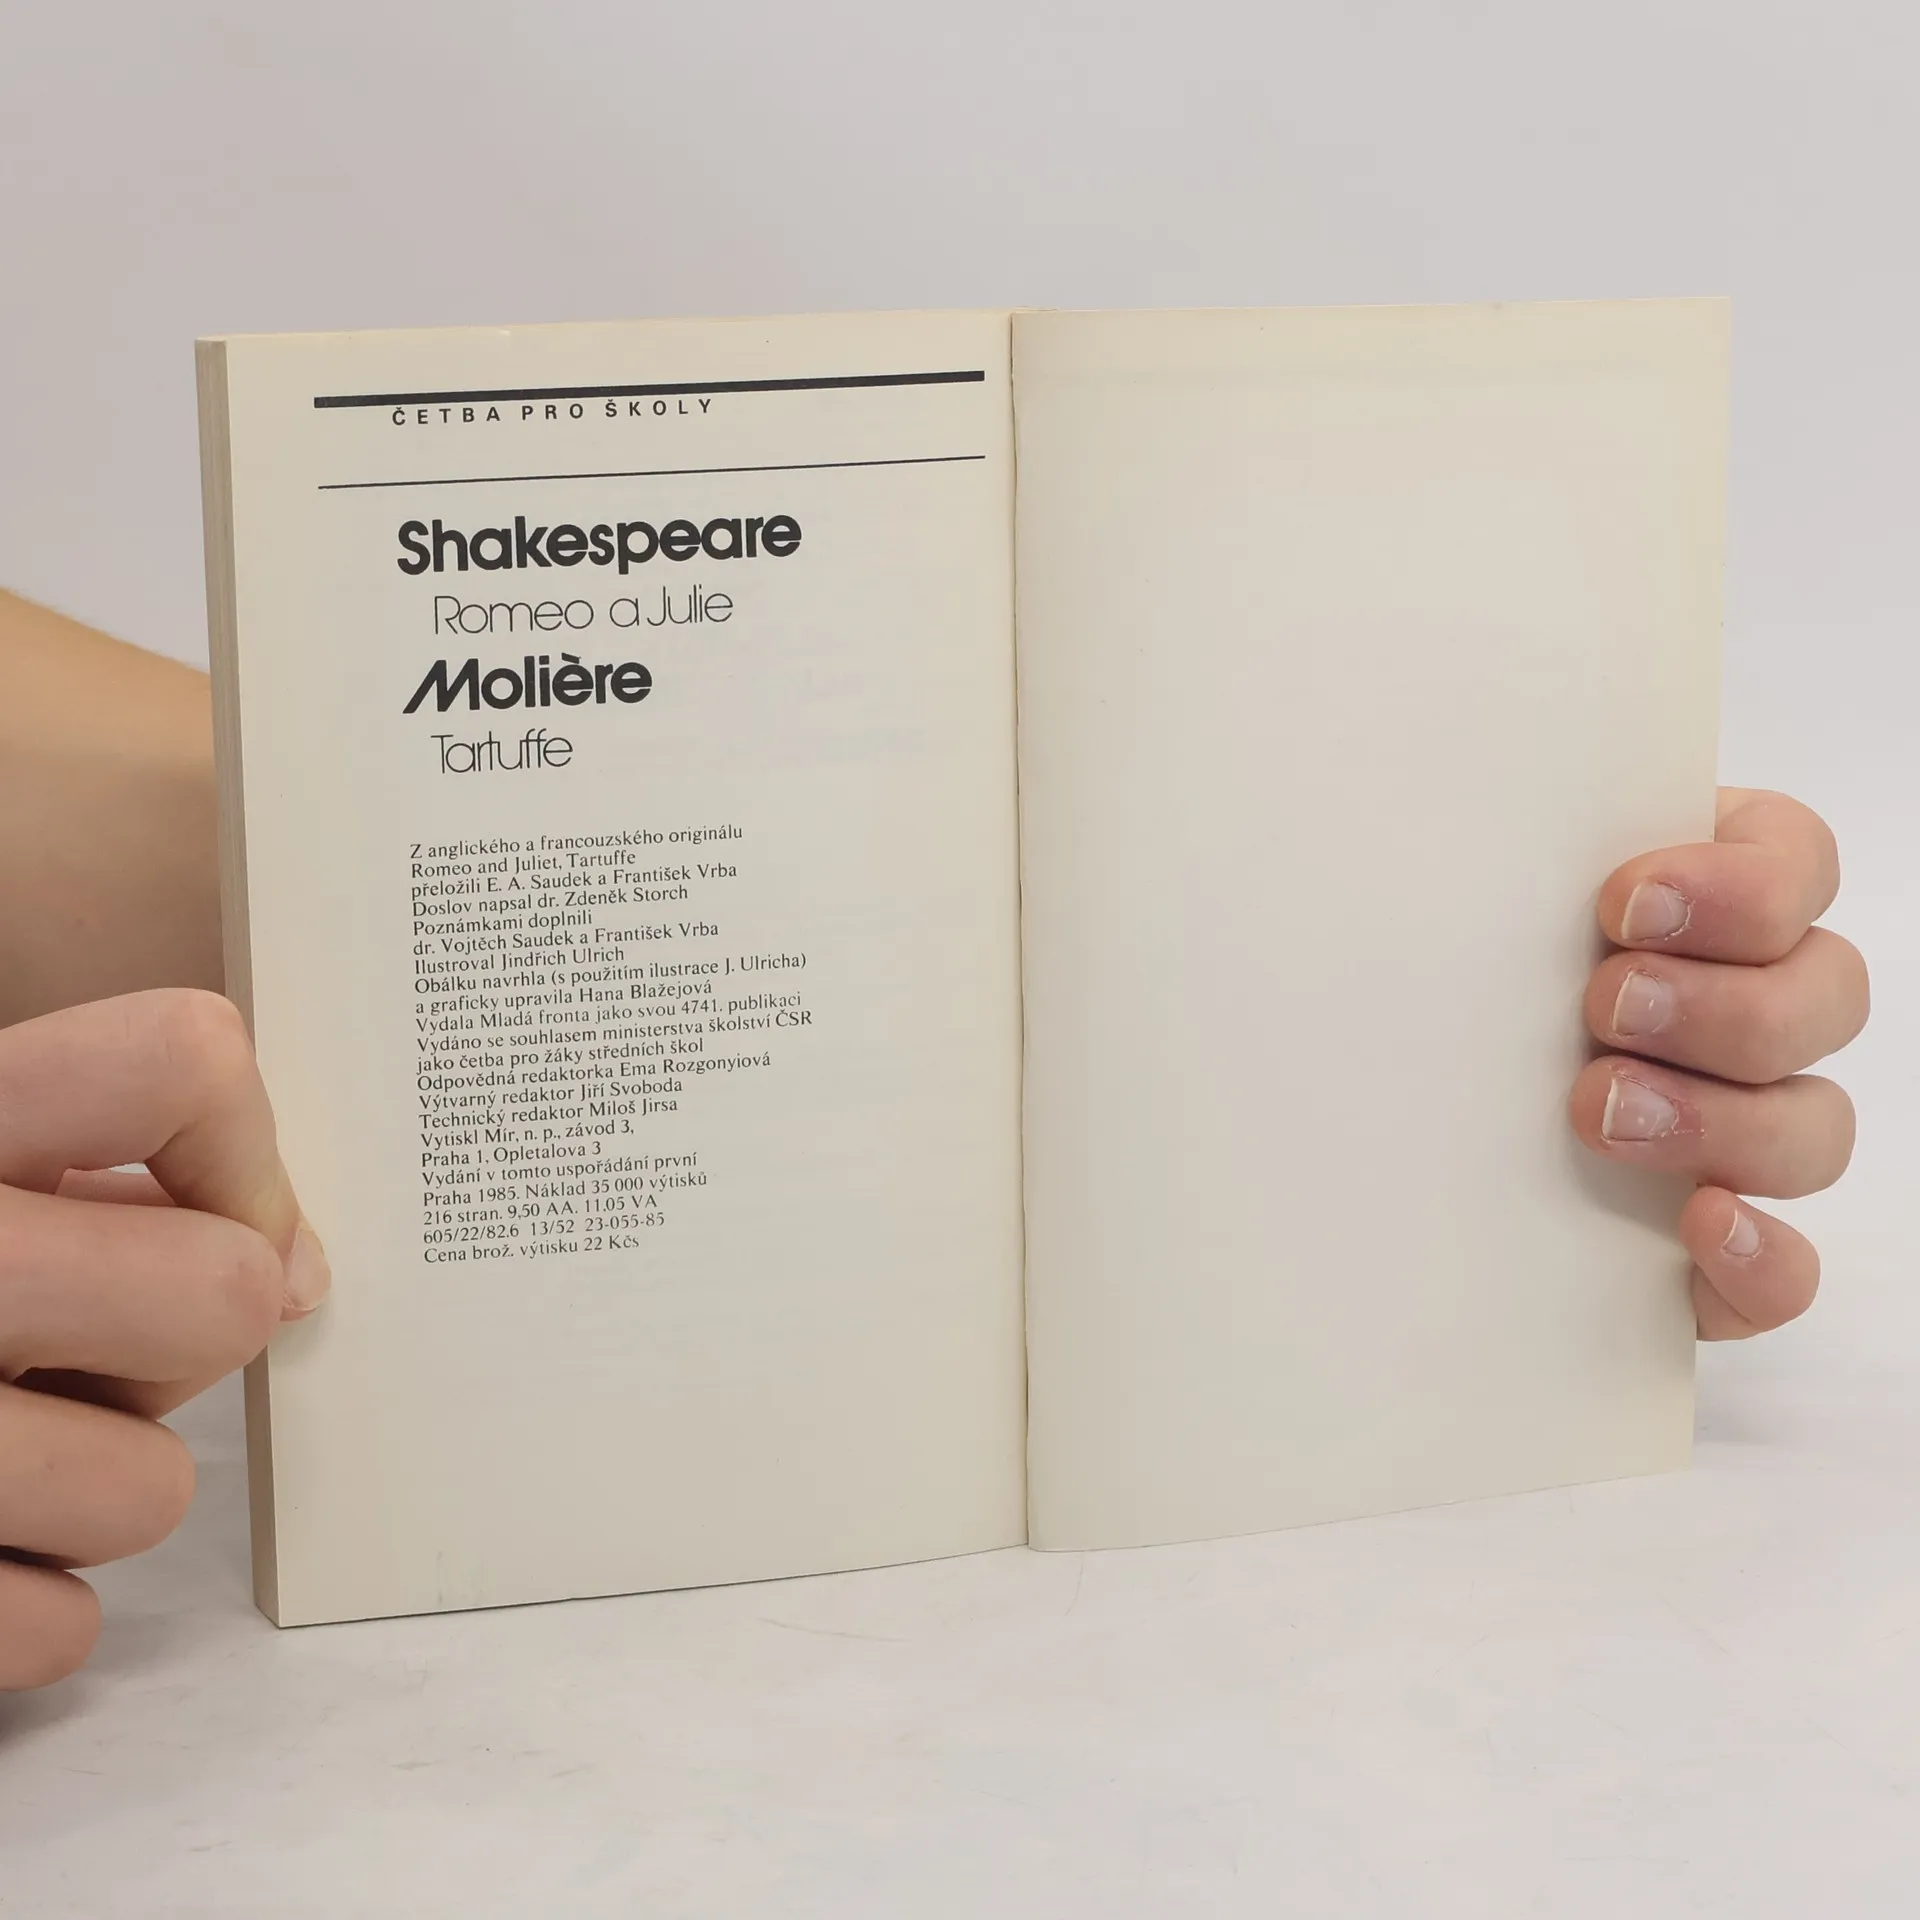 ČETBA PRO ŠKOLY
Shakespeare
Romeo a Julie
Molière
Tartuffe
Z anglického a francouzského originálu
Romeo and Juliet, Tartuffe
přeložili E. A. Saudek a František Vrba
Doslov napsal dr. Zdeněk Storch
Poznámkami doplnili
dr. Vojtěch Saudek a František Vrba
Ilustroval Jindřich Ulrich
Obálku navrhla (s použitím ilustrace J. Ulricha)
a graficky upravila Hana Blažejová
Vydala Mladá fronta jako svou 4741. publikaci
Vydáno se souhlasem ministerstva školství ČSR
jako četba pro žáky středních škol
Odpovědná redaktorka Ema Rozgonyiová
Výtvarný redaktor Jiří Svoboda
Technický redaktor Miloš Jirsa
Vytiskl Mír, n. p., závod 3,
Praha 1, Opletalova 3
Vydání v tomto uspořádání první
Praha 1985. Náklad 35 000 výtisků
216 stran. 9,50 AA. 11.05 VA
605/22/82.6 13/52 23-055-85
Cena brož. výtisku 22 Kčs